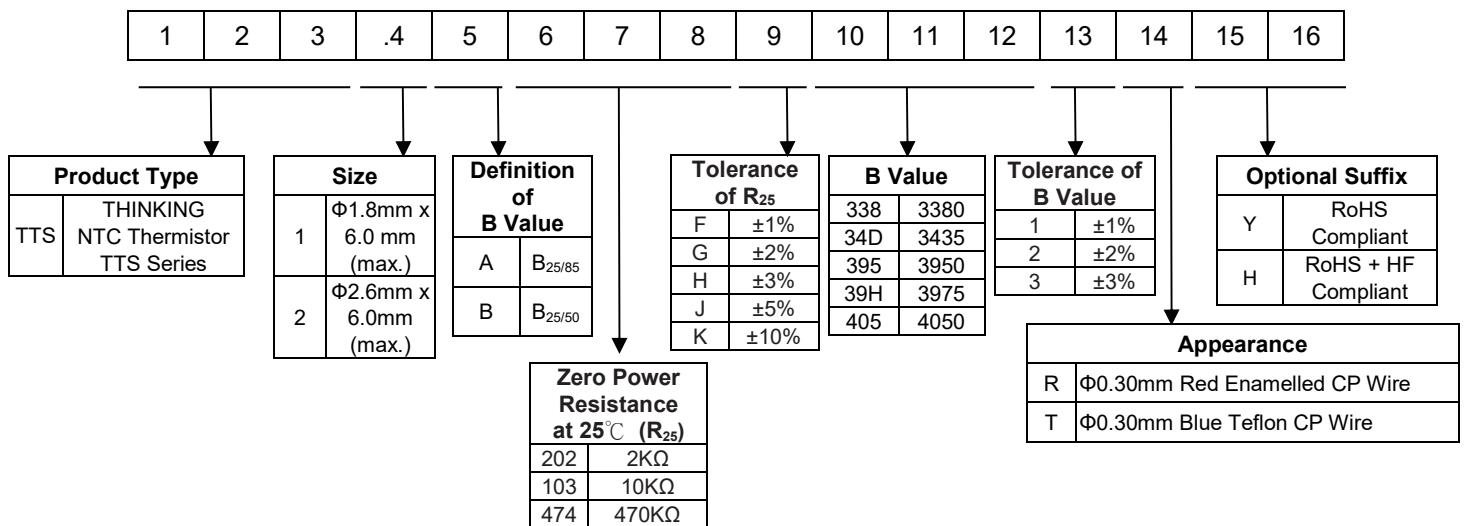 1 2 3 .4 5 6 7 8 9 10 11 12 13 14 15 16
Product Type
TTS
THINKING
NTC Thermistor
TTS Series
Size
1
Φ1.8mm x
6.0 mm
(max.)
2
Φ2.6mm x
6.0mm
(max.)
Definition
of
B Value
A B25/85
B B25/50
Zero Power
Resistance
at 25℃ (R25)
202 2KΩ
103 10KΩ
474 470KΩ
Tolerance
of R25
F ±1%
G ±2%
H ±3%
J ±5%
K ±10%
B Value
338 3380
34D 3435
395 3950
39H 3975
405 4050
Tolerance of
B Value
1 ±1%
2 ±2%
3 ±3%
Appearance
R Φ0.30mm Red Enamelled CP Wire
T Φ0.30mm Blue Teflon CP Wire
Optional Suffix
Y
RoHS
Compliant
H
RoHS + HF
Compliant